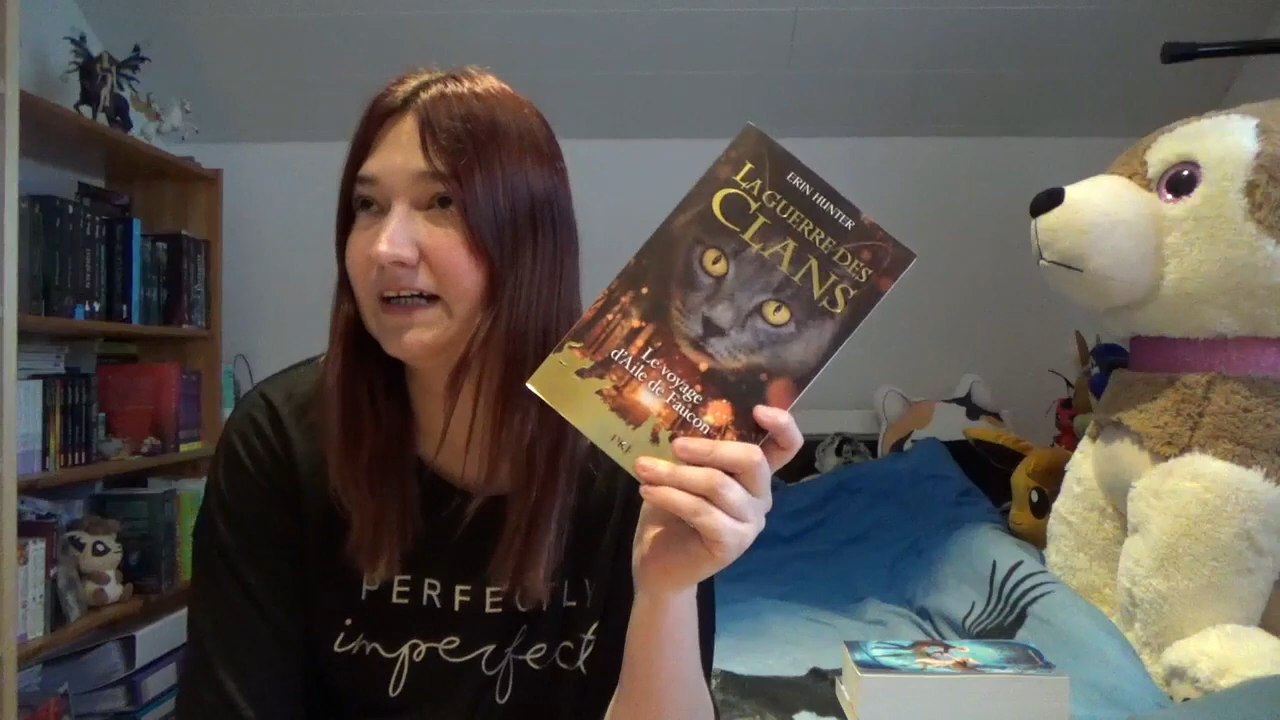 ERIN HUNTER
LA GUERRE DES
CLANS
Le voyage
d'Aile de Faucon
PKJ
PERFECTLY
imperfect